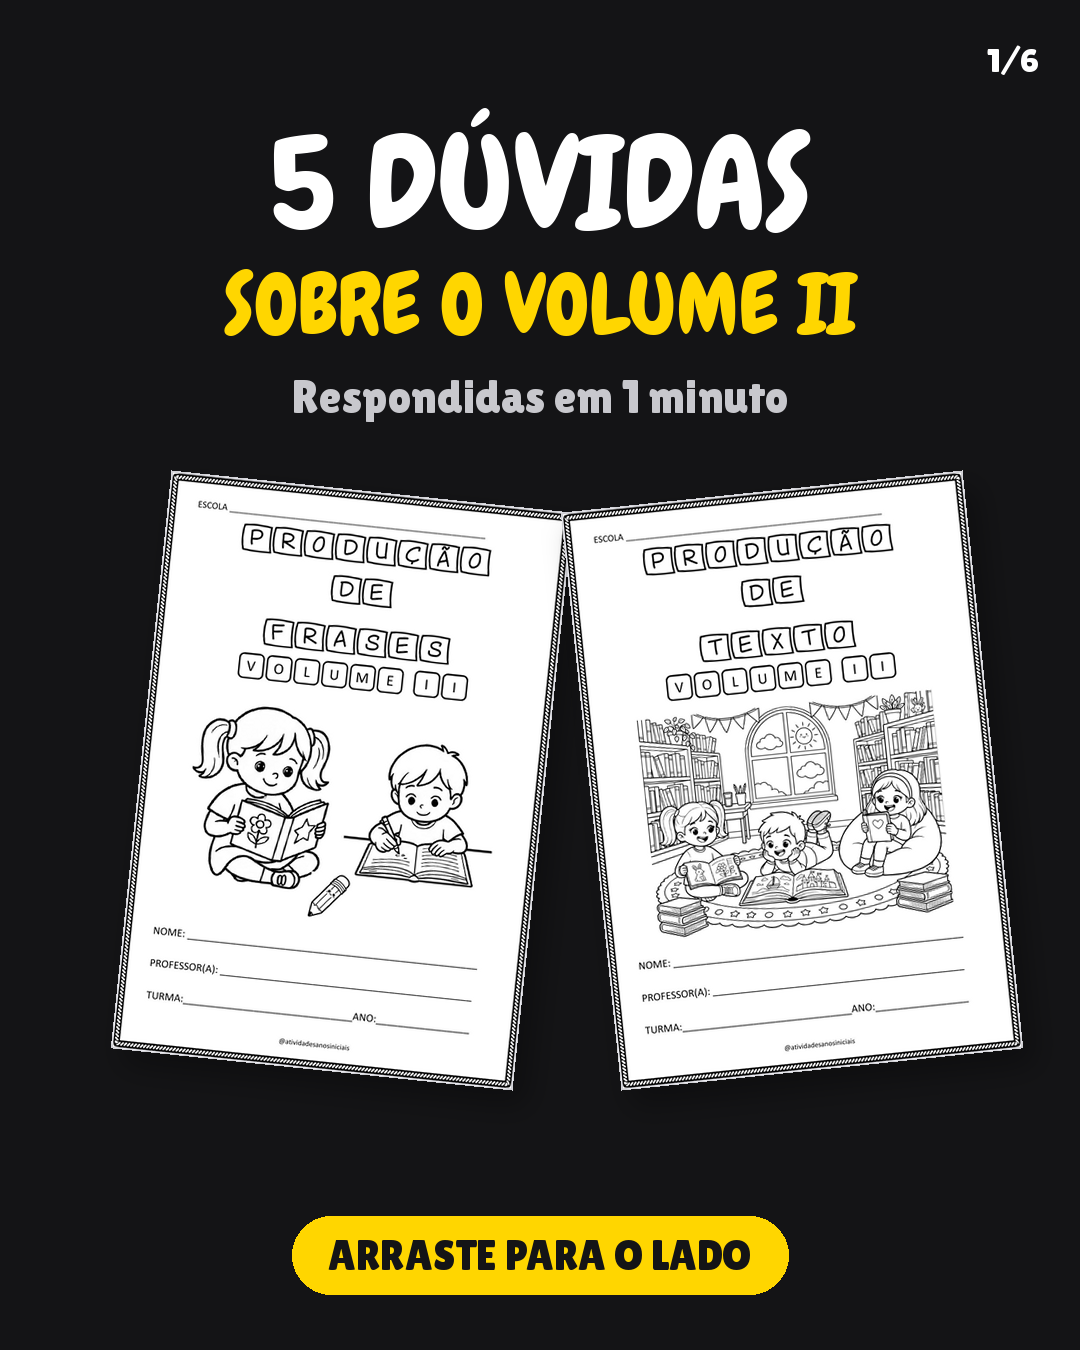 1/6
5 DÚVIDAS
SOBRE O VOLUME II
Respondidas em 1 minuto
ESCOLA
PRODUÇÃO
DE
FRASES
VOLUME II
NOME:
PROFESSOR(A):
TURMA: ANO:
@atividadesanosiniciais
ESCOLA
PRODUÇÃO
DE
TEXTO
VOLUME II
NOME:
PROFESSOR(A):
TURMA: ANO:
@atividadesanosiniciais
ARRASTE PARA O LADO